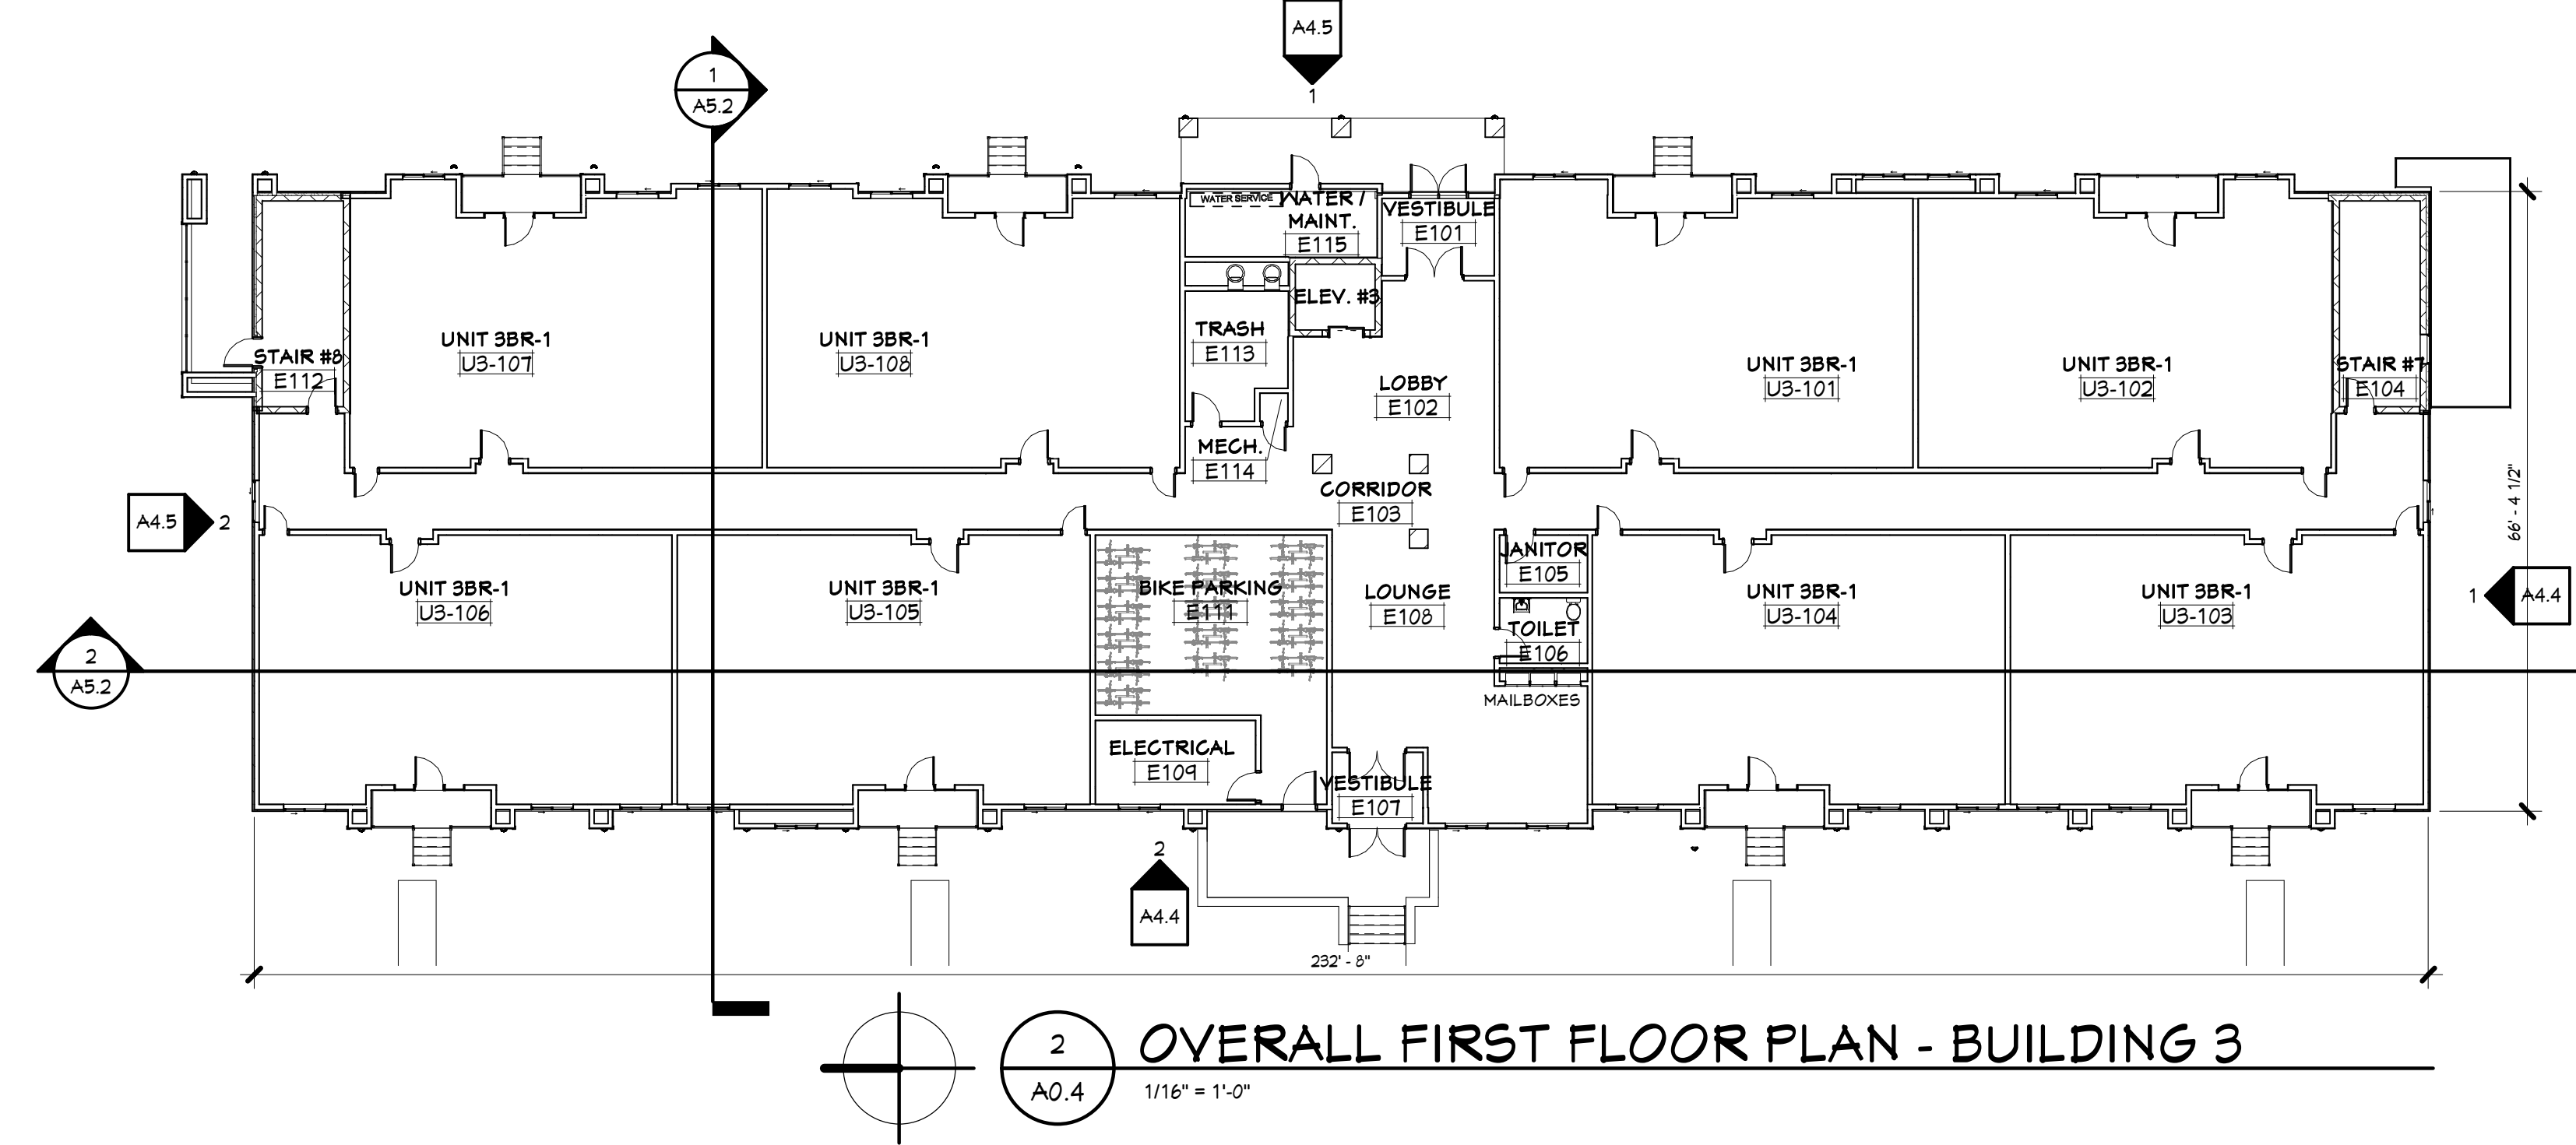 A4.5
1
1
A5.2
WATER SERVICE
WATER /
MAINT.
E115
VESTIBULE
E101
ELEV. #3
UNIT 3BR-1
U3-107
UNIT 3BR-1
U3-108
TRASH
E113
STAIR #8
E112
LOBBY
E102
UNIT 3BR-1
U3-101
UNIT 3BR-1
U3-102
STAIR #7
E104
MECH.
E114
CORRIDOR
E103
66' - 4 1/2"
A4.5
2
JANITOR
E105
UNIT 3BR-1
U3-106
UNIT 3BR-1
U3-105
BIKE PARKING
E111
LOUNGE
E108
TOILET
E106
UNIT 3BR-1
U3-104
UNIT 3BR-1
U3-103
1
A4.4
2
A5.2
MAILBOXES
ELECTRICAL
E109
VESTIBULE
E107
2
A4.4
232' - 8"
2
A0.4
OVERALL FIRST FLOOR PLAN - BUILDING 3
1/16" = 1'-0"